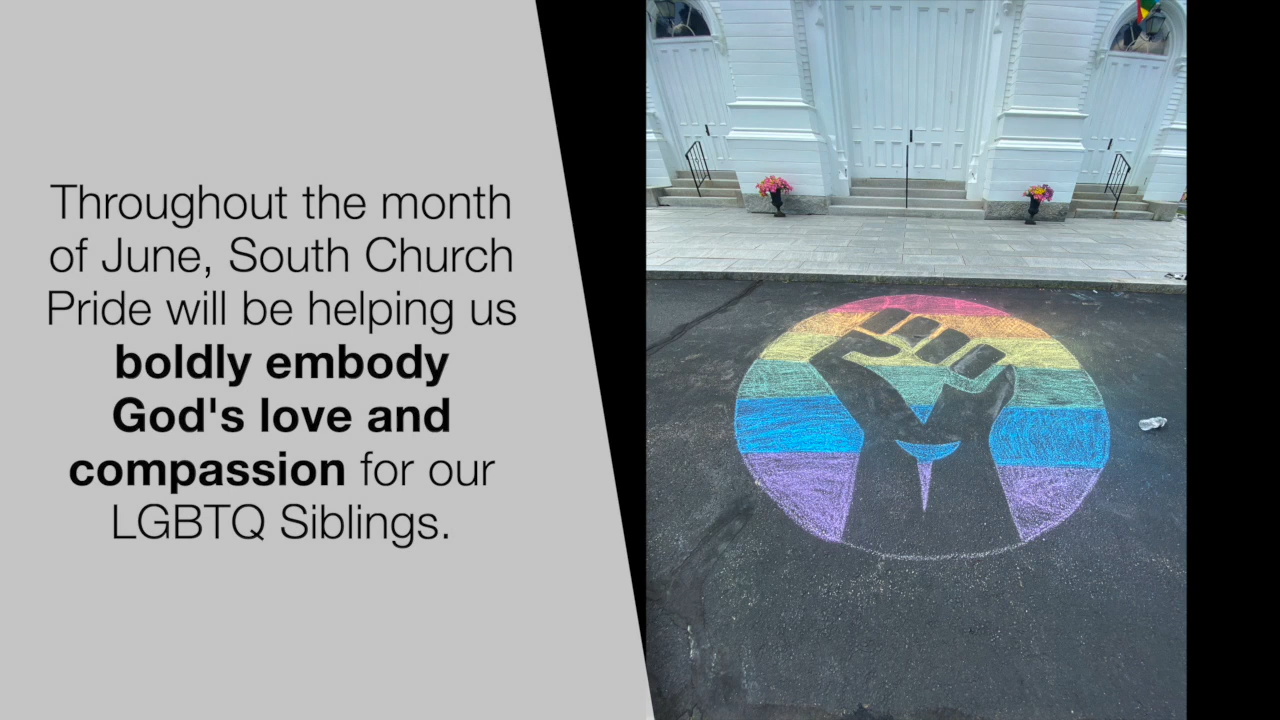 Throughout the month
of June, South Church
Pride will be helping us
boldly embody
God's love and
compassion for our
LGBTQ Siblings.